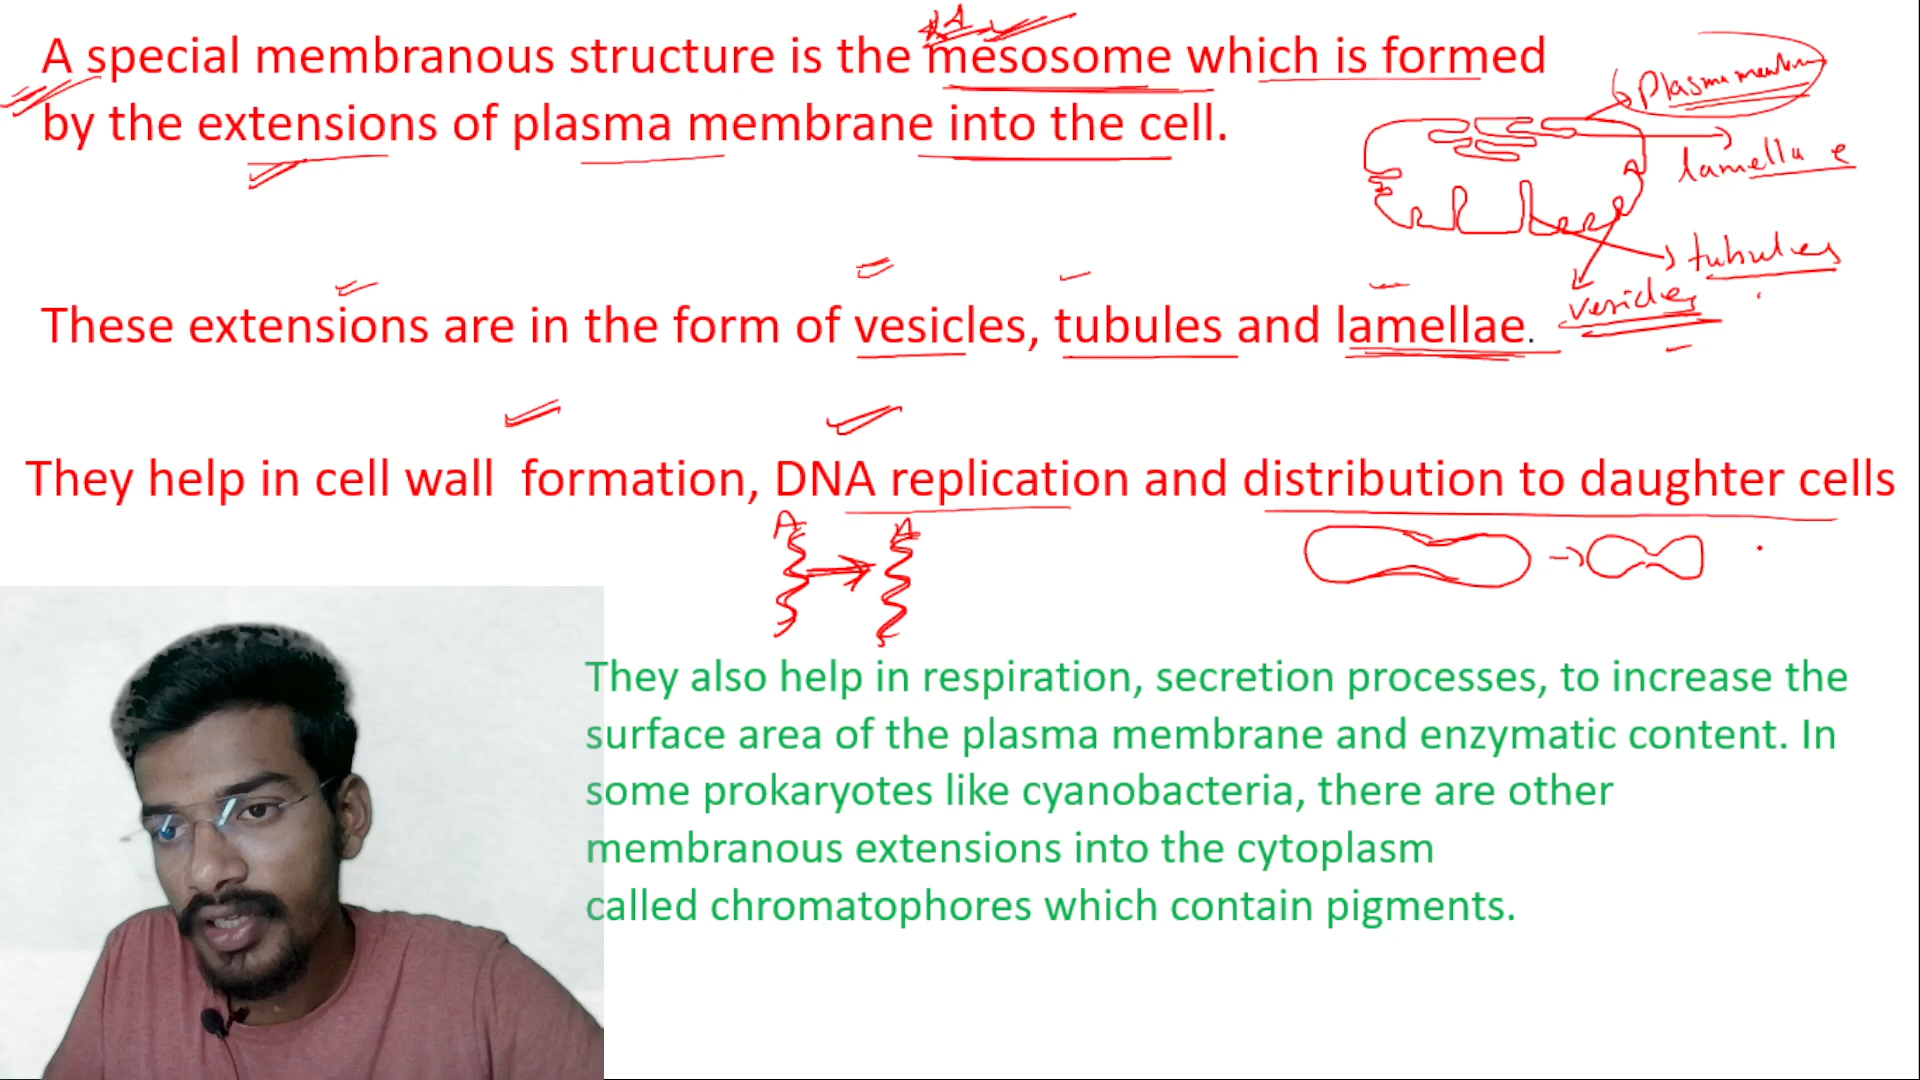 A special membranous structure is the mesosome which is formed
by the extensions of plasma membrane into the cell.
Plasma
lamellae
tubules
vesicles
These extensions are in the form of vesicles, tubules and lamellae.
They help in cell wall formation, DNA replication and distribution to daughter cells
They also help in respiration, secretion processes, to increase the
surface area of the plasma membrane and enzymatic content. In
some prokaryotes like cyanobacteria, there are other
membranous extensions into the cytoplasm
called chromatophores which contain pigments.